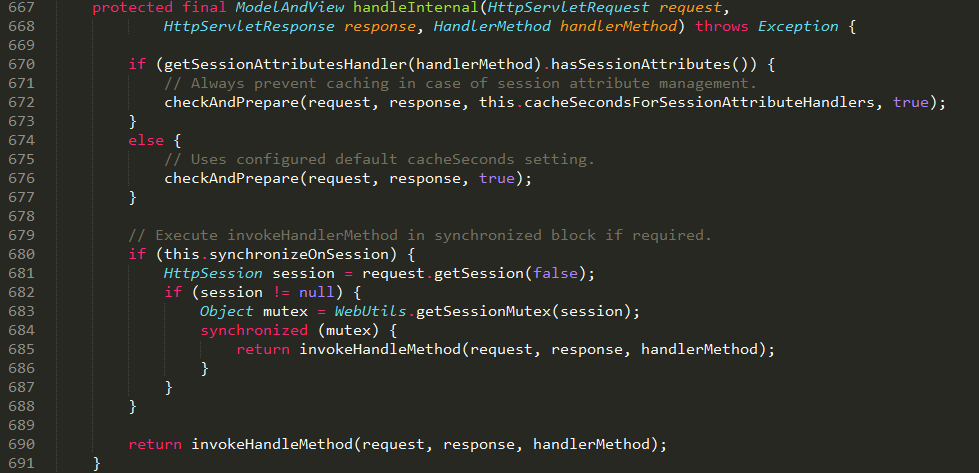 667 protected final ModelAndView handleInternal(HttpServletRequest request,
668 HttpServletResponse response, HandlerMethod handlerMethod) throws Exception {
669
670 if (getSessionAttributesHandler(handlerMethod).hasSessionAttributes()) {
671 // Always prevent caching in case of session attribute management.
672 checkAndPrepare(request, response, this.cacheSecondsForSessionAttributeHandlers, true);
673 }
674 else {
675 // Uses configured default cacheSeconds setting.
676 checkAndPrepare(request, response, true);
677 }
678
679 // Execute invokeHandlerMethod in synchronized block if required.
680 if (this.synchronizeOnSession) {
681 HttpSession session = request.getSession(false);
682 if (session != null) {
683 Object mutex = WebUtils.getSessionMutex(session);
684 synchronized (mutex) {
685 return invokeHandleMethod(request, response, handlerMethod);
686 }
687 }
688 }
689
690 return invokeHandleMethod(request, response, handlerMethod);
691 }